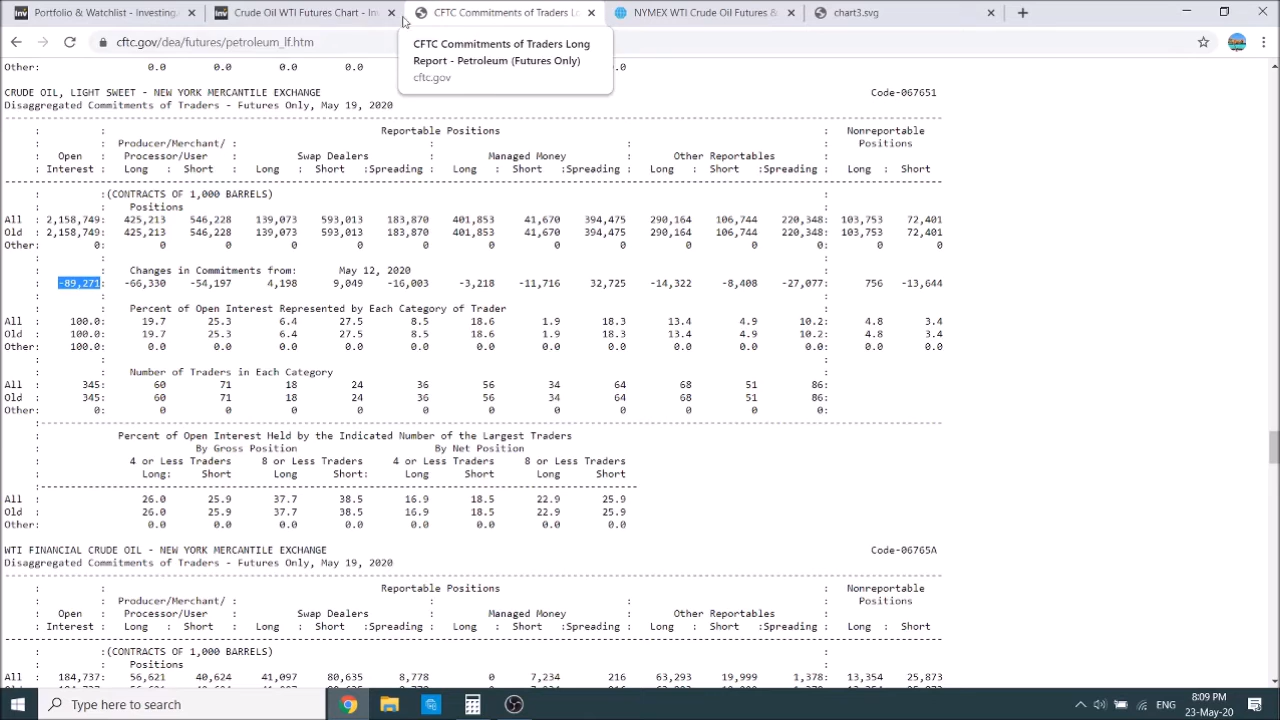 Portfolio & Watchlist - Investing.
Crude Oil WTI Futures Chart - Inv
CFTC Commitments of Traders Lo
NYMEX WTI Crude Oil Futures &
chart3.svg
cftc.gov/dea/futures/petroleum_lf.htm
CFTC Commitments of Traders Long
Report - Petroleum (Futures Only)
cftc.gov
Other: 0.0 0.0 0.0 0.0 0.0 .0
CRUDE OIL, LIGHT SWEET - NEW YORK MERCANTILE EXCHANGE Code-067651
Disaggregated Commitments of Traders - Futures Only, May 19, 2020
: : Reportable Positions : Nonreportable
: : Producer/Merchant/ : : : : Positions
: Open : Processor/User : Swap Dealers : Managed Money : Other Reportables :
: Interest : Long : Short : Long : Short :Spreading : Long : Short :Spreading : Long : Short :Spreading : Long : Short
: :(CONTRACTS OF 1,000 BARRELS) :
: : Positions :
All : 2,158,749: 425,213 546,228 139,073 593,013 183,870 401,853 41,670 394,475 290,164 106,744 220,348: 103,753 72,401
Old : 2,158,749: 425,213 546,228 139,073 593,013 183,870 401,853 41,670 394,475 290,164 106,744 220,348: 103,753 72,401
Other: 0: 0 0 0 0 0 0 0 0 0 0 0: 0 0
: : Changes in Commitments from: May 12, 2020 :
: -89,271: -66,330 -54,197 4,198 9,049 -16,003 -3,218 -11,716 32,725 -14,322 -8,408 -27,077: 756 -13,644
: : Percent of Open Interest Represented by Each Category of Trader :
All : 100.0: 19.7 25.3 6.4 27.5 8.5 18.6 1.9 18.3 13.4 4.9 10.2: 4.8 3.4
Old : 100.0: 19.7 25.3 6.4 27.5 8.5 18.6 1.9 18.3 13.4 4.9 10.2: 4.8 3.4
Other: 100.0: 0.0 0.0 0.0 0.0 0.0 0.0 0.0 0.0 0.0 0.0 0.0: 0.0 0.0
: : Number of Traders in Each Category :
All : 345: 60 71 18 24 36 56 34 64 68 51 86:
Old : 345: 60 71 18 24 36 56 34 64 68 51 86:
Other: 0: 0 0 0 0 0 0 0 0 0 0 0:
: Percent of Open Interest Held by the Indicated Number of the Largest Traders
: By Gross Position By Net Position
: 4 or Less Traders 8 or Less Traders 4 or Less Traders 8 or Less Traders
: Long: Short Long Short: Long Short Long Short
All : 26.0 25.9 37.7 38.5 16.9 18.5 22.9 25.9
Old : 26.0 25.9 37.7 38.5 16.9 18.5 22.9 25.9
Other: 0.0 0.0 0.0 0.0 0.0 0.0 0.0 0.0
WTI FINANCIAL CRUDE OIL - NEW YORK MERCANTILE EXCHANGE Code-06765A
Disaggregated Commitments of Traders - Futures Only, May 19, 2020
: : Reportable Positions : Nonreportable
: : Producer/Merchant/ : : : : Positions
: Open : Processor/User : Swap Dealers : Managed Money : Other Reportables :
: Interest : Long : Short : Long : Short :Spreading : Long : Short :Spreading : Long : Short :Spreading : Long : Short
: :(CONTRACTS OF 1,000 BARRELS) :
: : Positions :
All : 184,737: 56,621 40,624 41,097 80,635 8,778 0 7,234 216 63,293 19,999 1,378: 13,354 25,873
Type here to search
ENG
8:09 PM
23-May-20